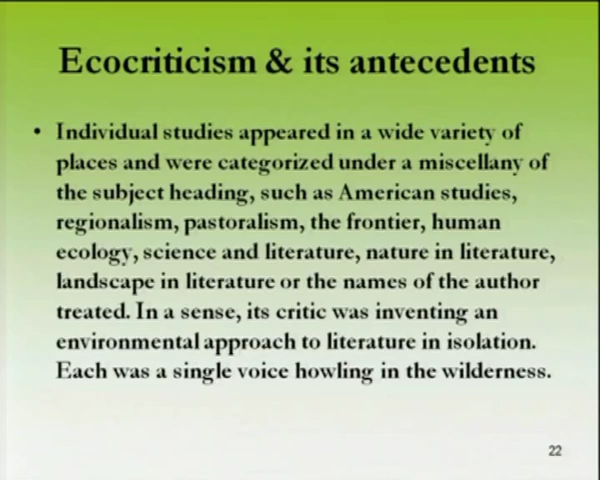 Ecocriticism & its antecedents
• Individual studies appeared in a wide variety of
places and were categorized under a miscellany of
the subject heading, such as American studies,
regionalism, pastoralism, the frontier, human
ecology, science and literature, nature in literature,
landscape in literature or the names of the author
treated. In a sense, its critic was inventing an
environmental approach to literature in isolation.
Each was a single voice howling in the wilderness.
22